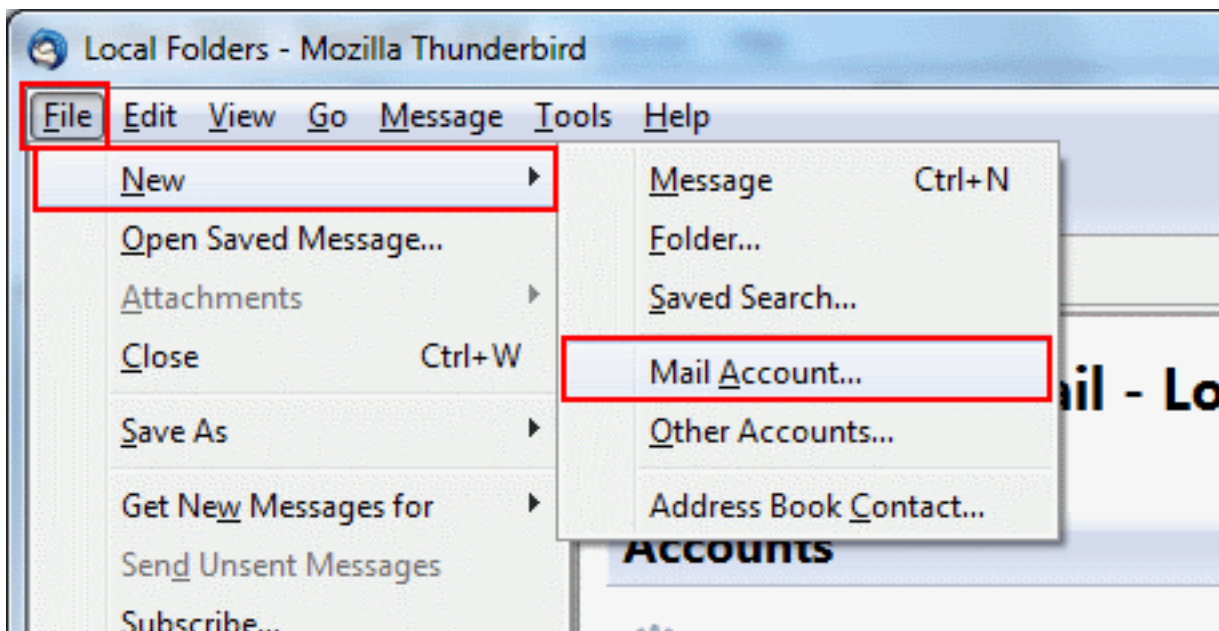 Local Folders - Mozilla Thunderbird
File Edit View Go Message Tools Help
New
Open Saved Message...
Attachments
Close Ctrl+W
Save As
Get New Messages for
Send Unsent Messages
Subscribe...
Message Ctrl+N
Folder...
Saved Search...
Mail Account...
Other Accounts...
Address Book Contact...
ail - Lo
Accounts